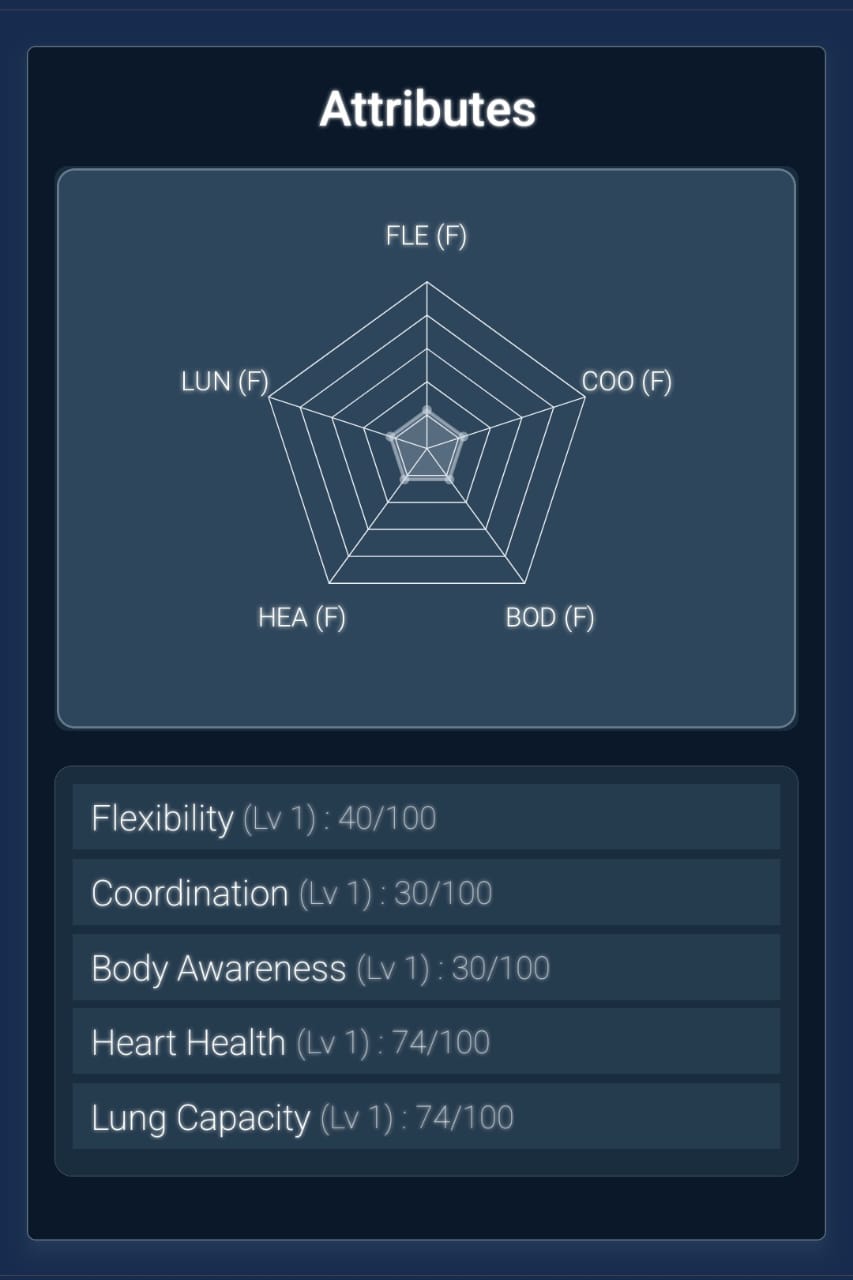 Attributes
FLE (F)
LUN (F)
COO (F)
HEA (F)
BOD (F)
Flexibility (Lv 1) : 40/100
Coordination (Lv 1) : 30/100
Body Awareness (Lv 1) : 30/100
Heart Health (Lv 1) : 74/100
Lung Capacity (Lv 1) : 74/100